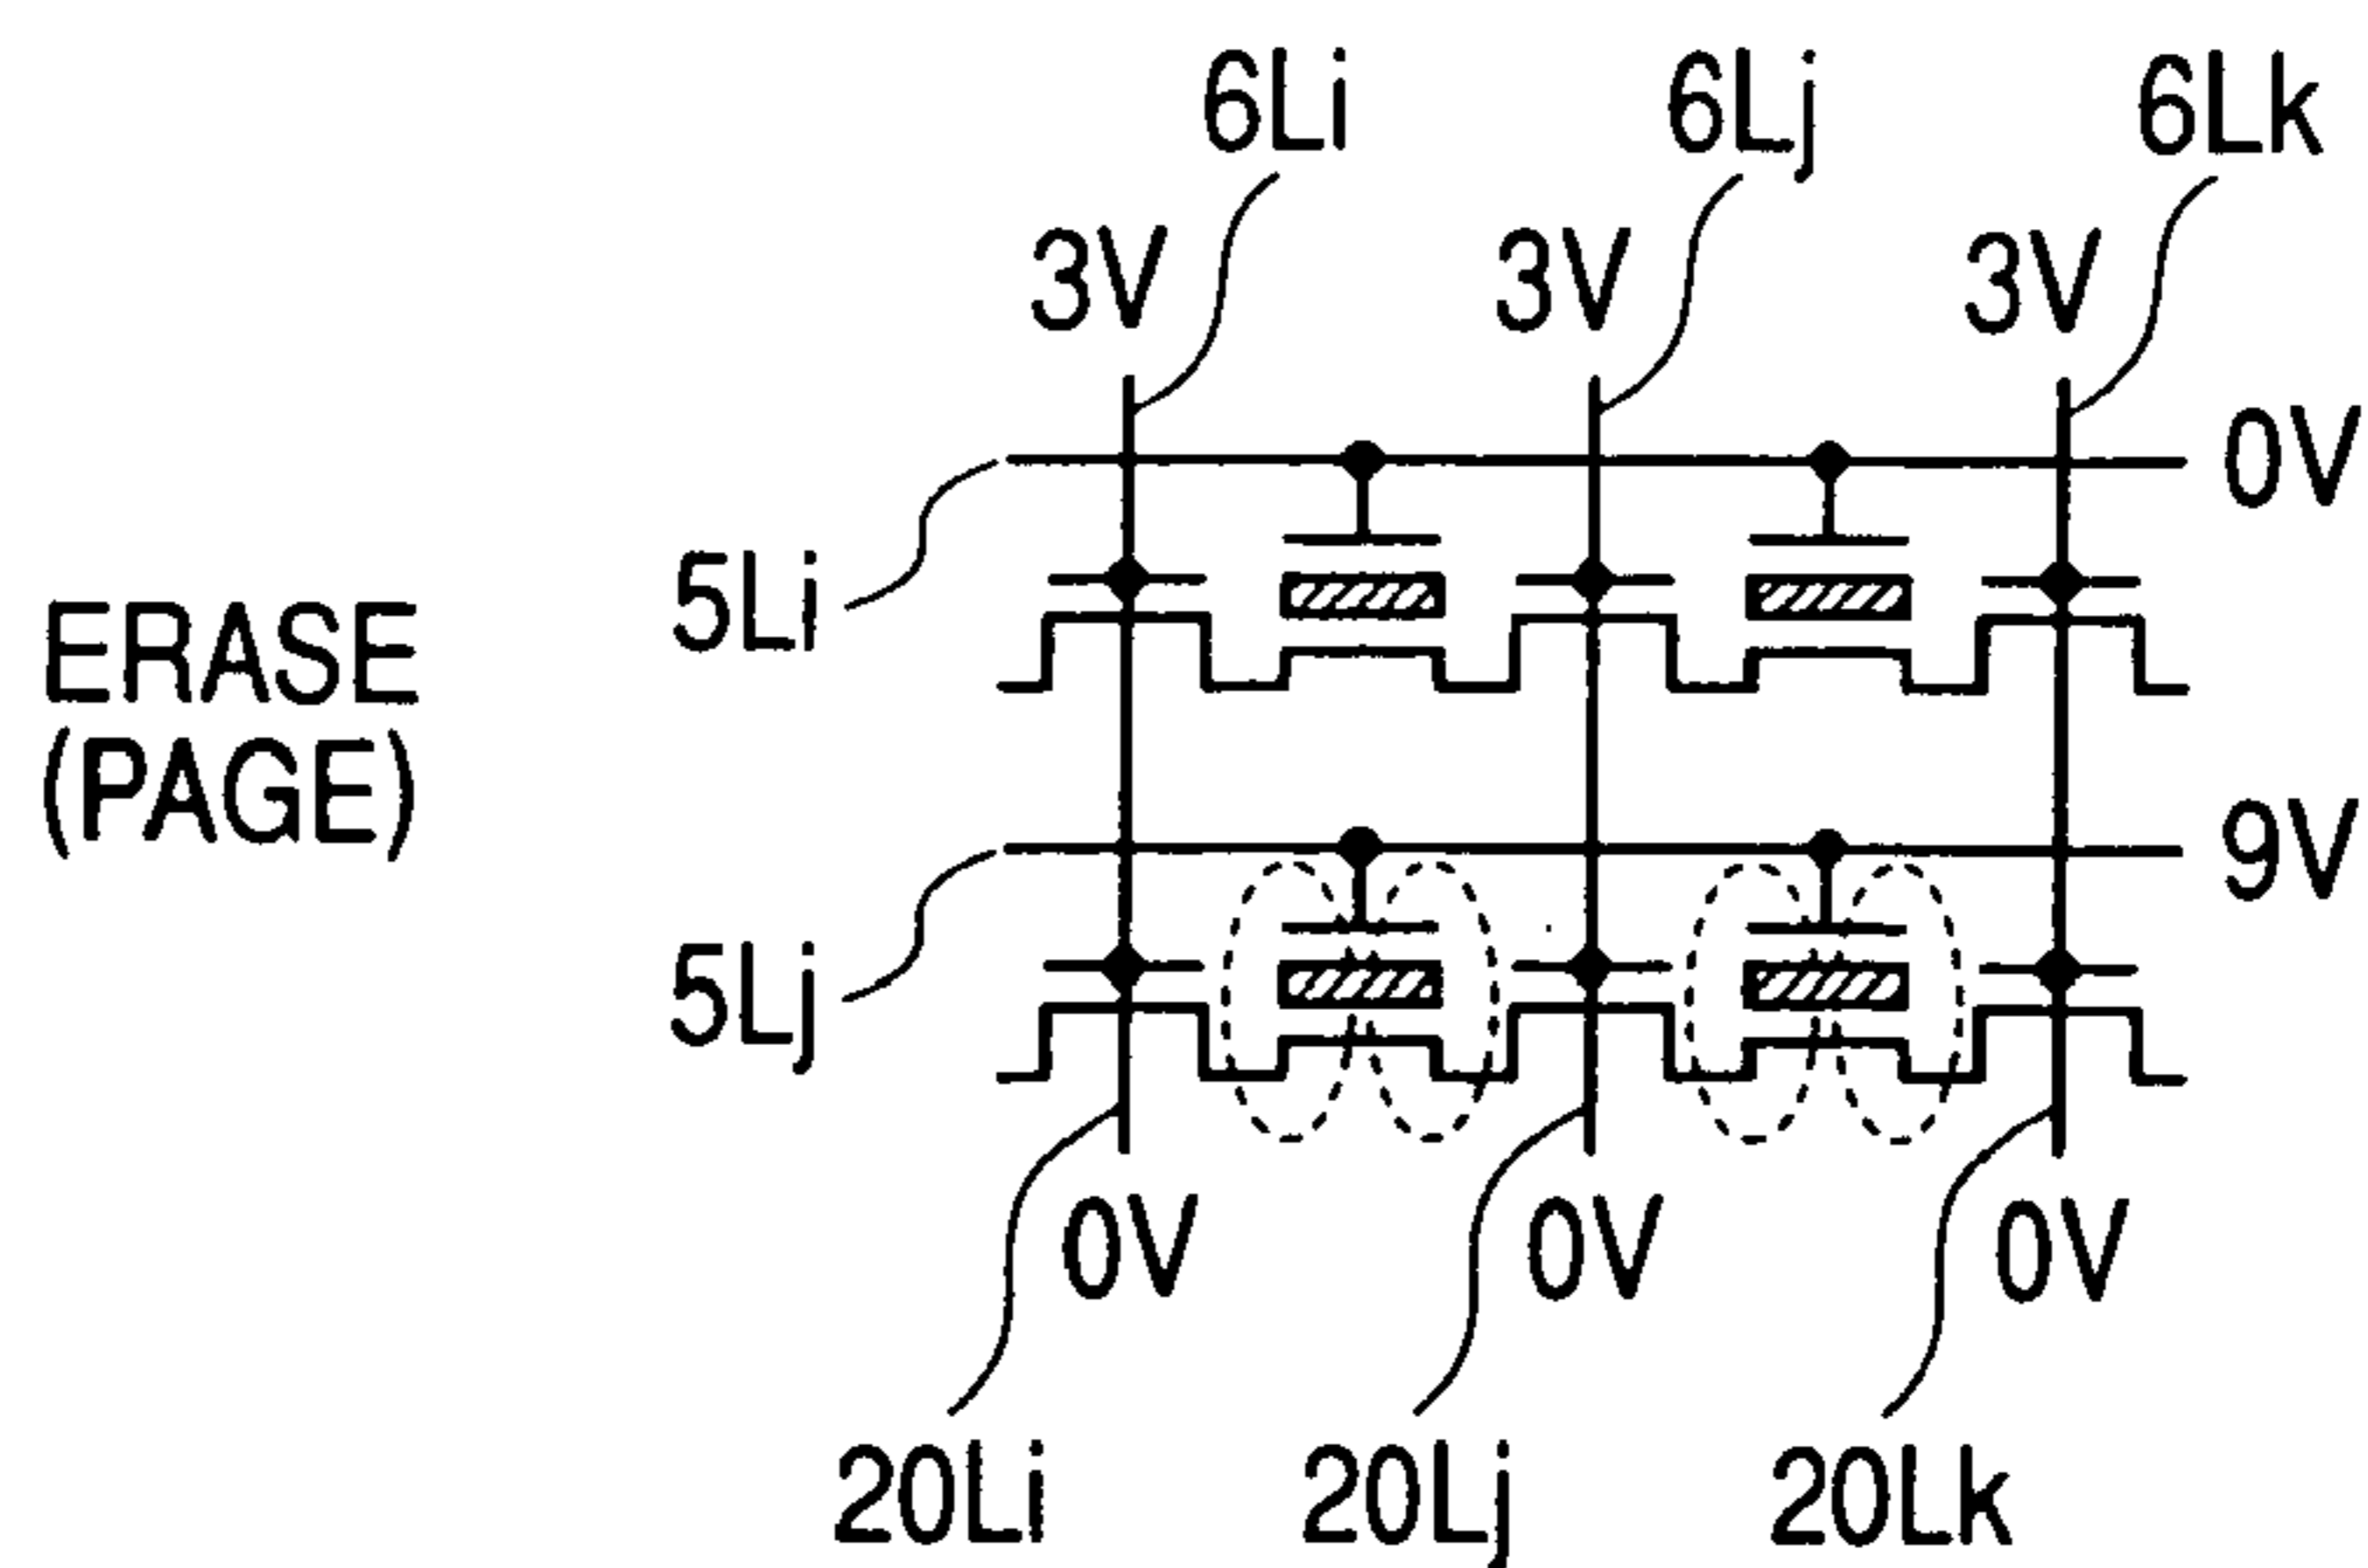 6Li 6Lj 6Lk
3V 3V 3V
0V
5Li
ERASE
(PAGE)
9V
5Lj
0V 0V 0V
20Li 20Lj 20Lk